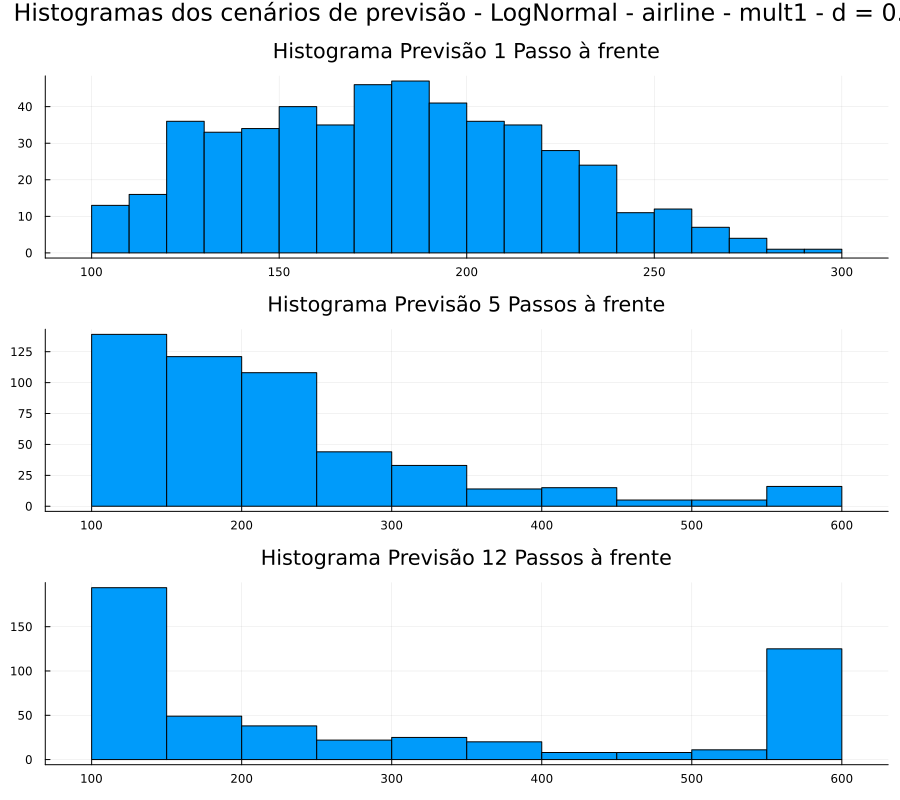 Histogramas dos cenários de previsão - LogNormal - airline - mult1 - d = 0.
Histograma Previsão 1 Passo à frente
40
30
20
10
0
100 150 200 250 300
Histograma Previsão 5 Passos à frente
125
100
75
50
25
0
100 200 300 400 500 600
Histograma Previsão 12 Passos à frente
150
100
50
0
100 200 300 400 500 600